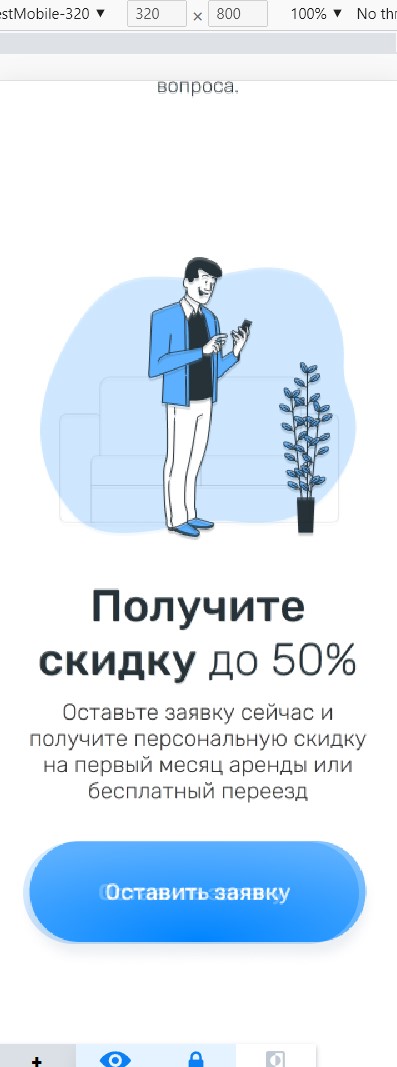 estMobile-320 ▼ 320 × 800 100% ▼ No thr
вопроса.
Получите
скидку до 50%
Оставьте заявку сейчас и
получите персональную скидку
на первый месяц аренды или
бесплатный переезд
Оставить заявку
+